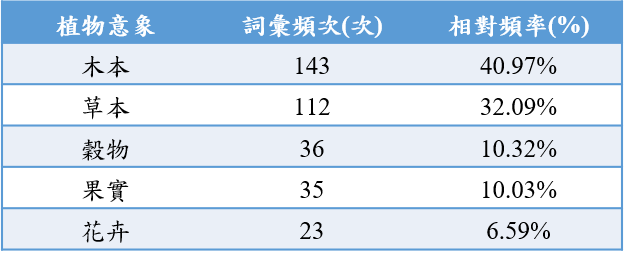 植物意象 詞彙頻次(次) 相對頻率(%)
木本 143 40.97%
草本 112 32.09%
穀物 36 10.32%
果實 35 10.03%
花卉 23 6.59%